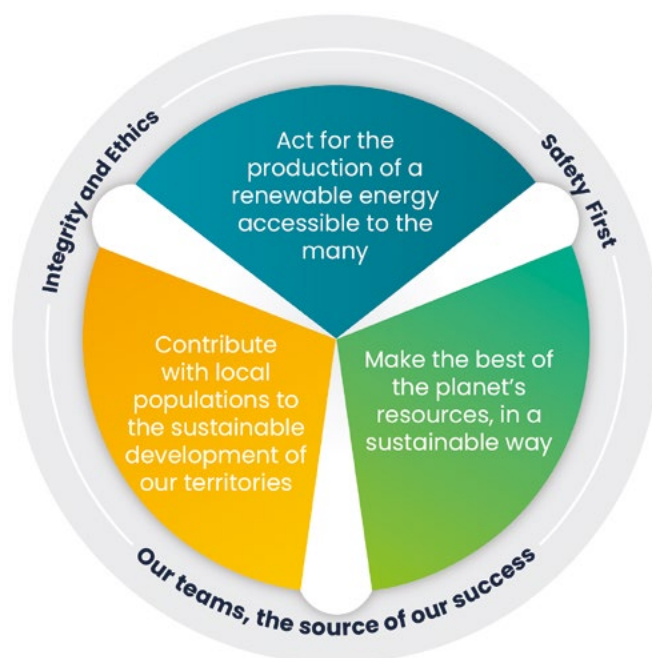 Integrity and Ethics
Safety First
Act for the
production of a
renewable energy
accessible to the
many
Contribute
with local
populations to
the sustainable
development of
our territories
Make the best of
the planet's
resources, in a
sustainable way
Our teams, the source of our success